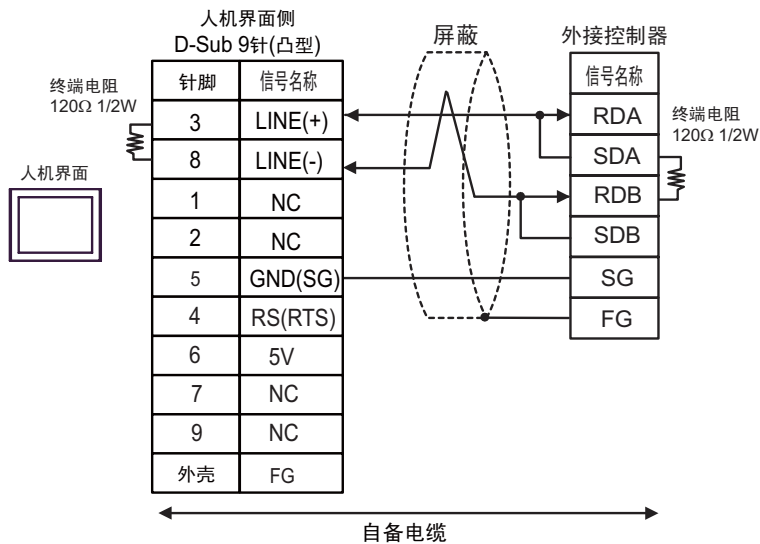 人机界面侧
D-Sub 9针(凸型)
屏蔽
外接控制器
终端电阻
120Ω 1/2W
人机界面
针脚 信号名称
3 LINE(+)
8 LINE(-)
1 NC
2 NC
5 GND(SG)
4 RS(RTS)
6 5V
7 NC
9 NC
外壳 FG
信号名称
RDA
SDA
RDB
SDB
SG
FG
终端电阻
120Ω 1/2W
自备电缆